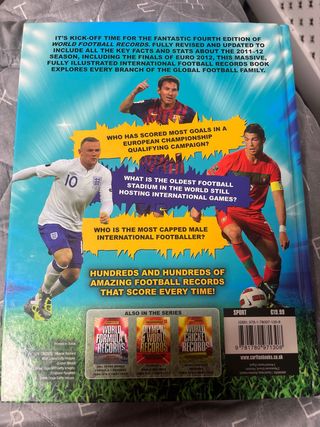 IT'S KICK-OFF TIME FOR THE FANTASTIC FOURTH EDITION OF
WORLD FOOTBALL RECORDS. FULLY REVISED AND UPDATED TO
INCLUDE ALL THE KEY FACTS AND STATS ABOUT THE 2011-12
SEASON, INCLUDING THE FINALS OF EURO 2012, THIS MASSIVE,
FULLY ILLUSTRATED INTERNATIONAL FOOTBALL RECORDS BOOK
EXPLORES EVERY BRANCH OF THE GLOBAL FOOTBALL FAMILY.
WHO HAS SCORED MOST GOALS IN A
EUROPEAN CHAMPIONSHIP
QUALIFYING CAMPAIGN?
10
WHAT IS THE OLDEST FOOTBALL
STADIUM IN THE WORLD STILL
HOSTING INTERNATIONAL GAMES?
WHO IS THE MOST CAPPED MALE
INTERNATIONAL FOOTBALLER?
HUNDREDS AND HUNDREDS OF
AMAZING FOOTBALL RECORDS
THAT SCORE EVERY TIME!
ALSO IN THE SERIES
WORLD FORMULA RECORDS
OLYMPIC WORLD RECORDS
WORLD CRICKET RECORDS
SPORT
9 781780 971308
www.carltonbooks.co.uk